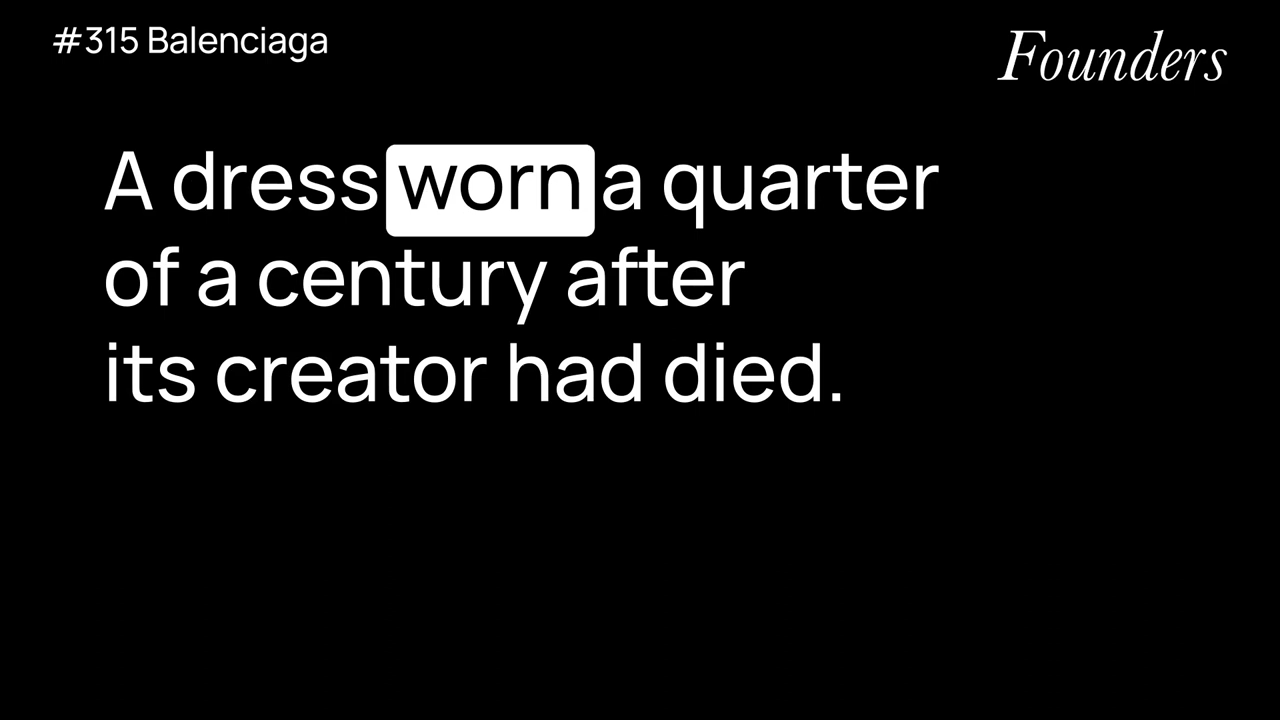 #315 Balenciaga
Founders
A dress worn a quarter
of a century after
its creator had died.